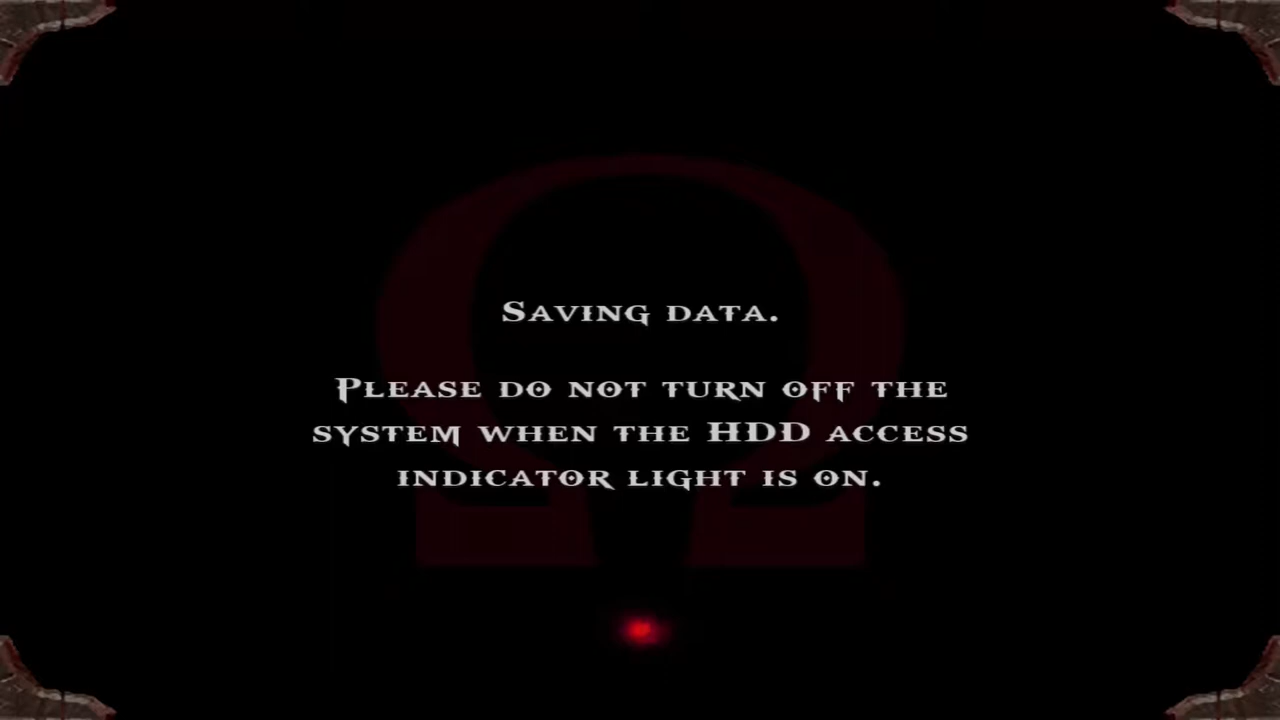 Saving data.
Please do not turn off the
system when the HDD access
indicator light is on.